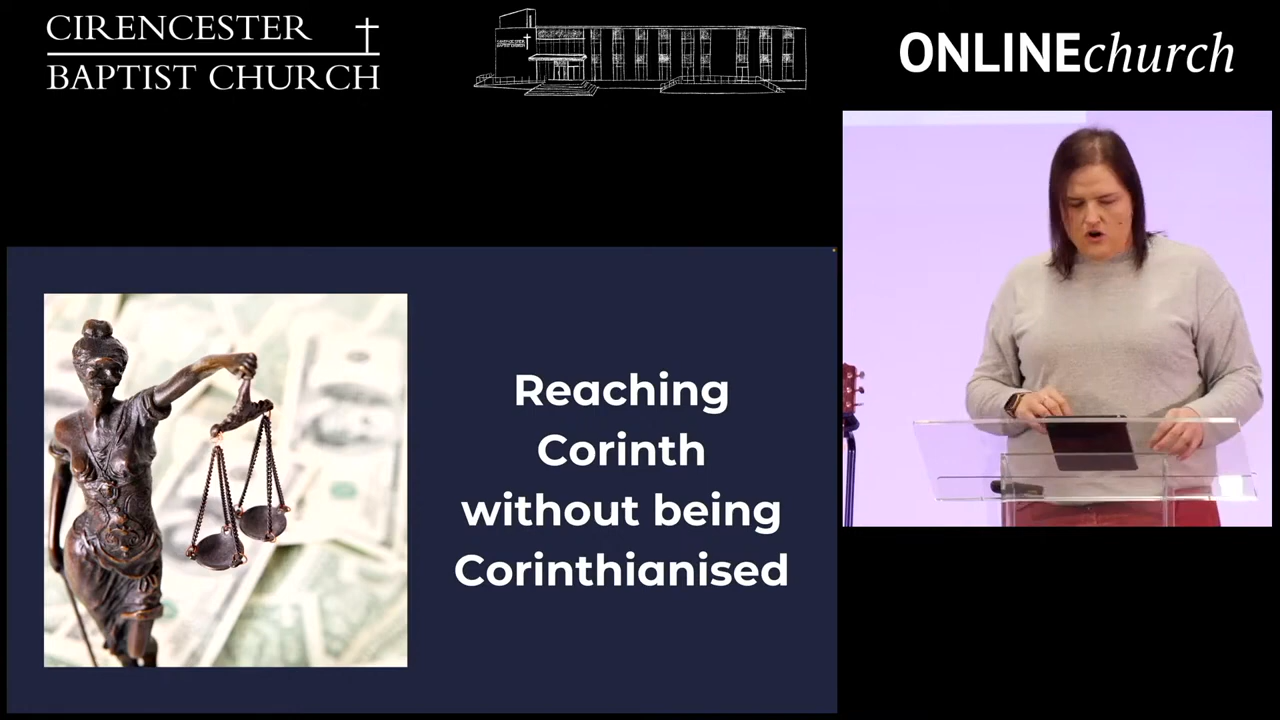 CIRENCESTER
BAPTIST CHURCH
ONLINEchurch
Reaching
Corinth
without being
Corinthianised